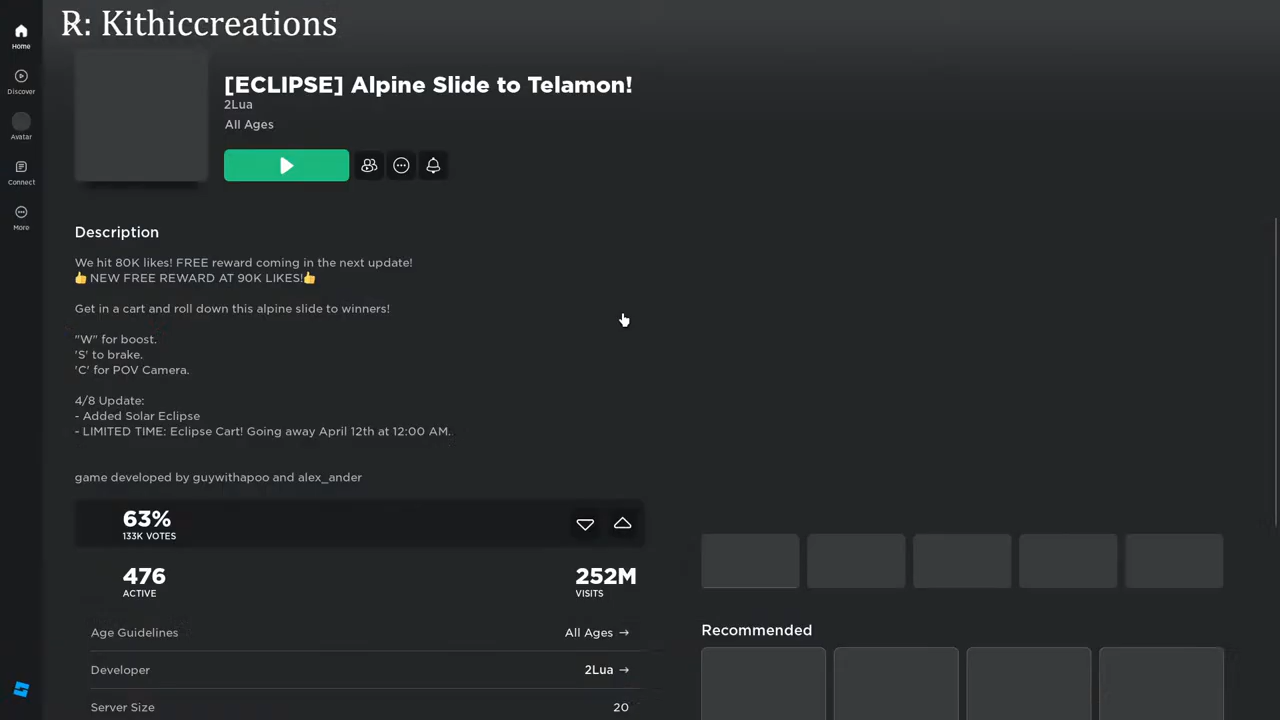 R: Kithiccreations
Home
Discover
Avatar
Connect
More
[ECLIPSE] Alpine Slide to Telamon!
2Lua
All Ages
Description
We hit 80K likes! FREE reward coming in the next update!
👍NEW FREE REWARD AT 90K LIKES!👍
Get in a cart and roll down this alpine slide to winners!
"W" for boost.
'S' to brake.
'C' for POV Camera.
4/8 Update:
- Added Solar Eclipse
- LIMITED TIME: Eclipse Cart! Going away April 12th at 12:00 AM.
game developed by guywithapoo and alex_ander
63%
133K VOTES
476
ACTIVE
252M
VISITS
Age Guidelines
All Ages →
Developer
2Lua →
Server Size
20
Recommended